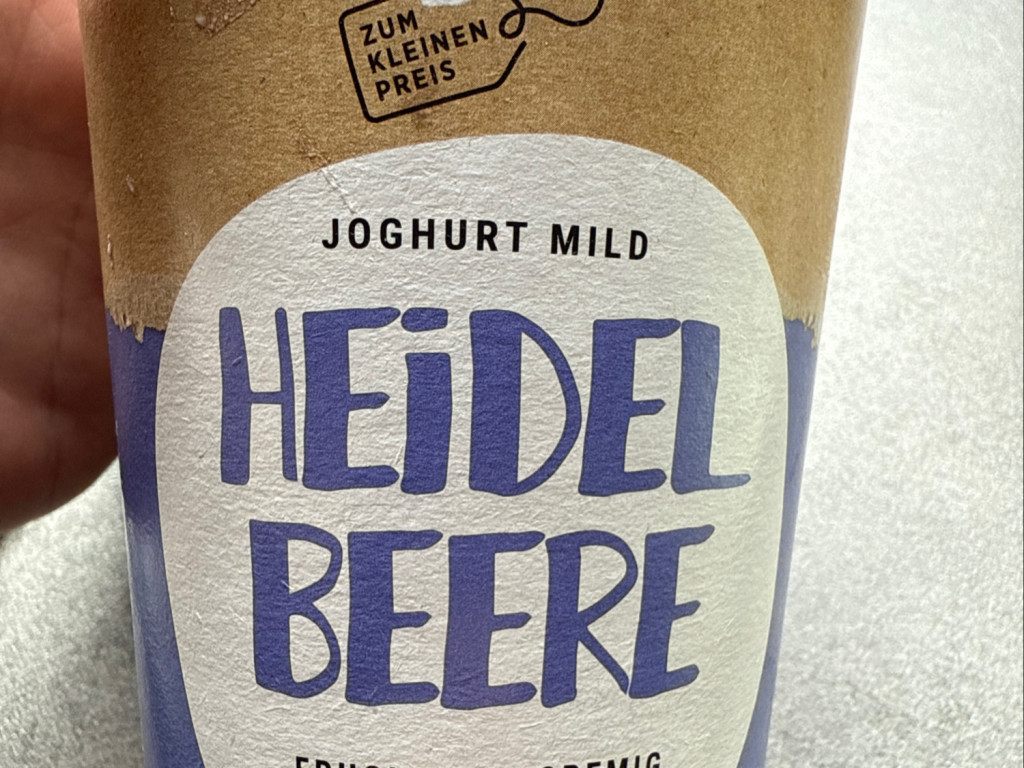 ZUM
KLEINEN
PREIS
JOGHURT MILD
HEiDEL
BEERE